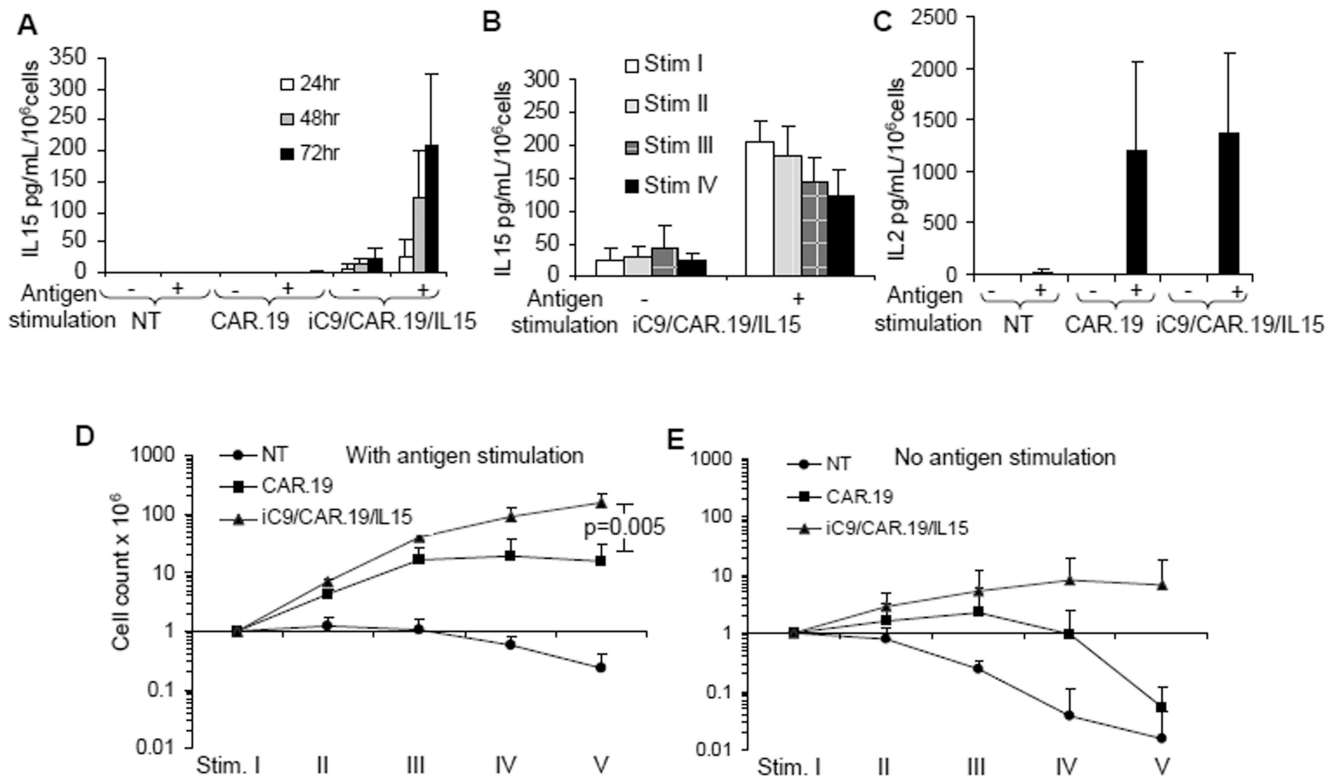 A
IL15 pg/mL/10⁶cells
350
300
250
200
150
100
50
0
24hr
48hr
72hr
Antigen stimulation
- + - + - +
NT CAR.19 iC9/CAR.19/IL15
B
IL15 pg/mL/10⁶cells
300
250
200
150
100
50
0
Stim I
Stim II
Stim III
Stim IV
Antigen stimulation
- +
iC9/CAR.19/IL15
C
IL2 pg/mL/10⁶cells
2500
2000
1500
1000
500
0
Antigen stimulation
- + - + - +
NT CAR.19 iC9/CAR.19/IL15
D
With antigen stimulation
NT
CAR.19
iC9/CAR.19/IL15
Cell count x 10⁶
1000
100
10
1
0.1
0.01
p=0.005
Stim. I II III IV V
E
No antigen stimulation
NT
CAR.19
iC9/CAR.19/IL15
1000
100
10
1
0.1
0.01
Stim. I II III IV V